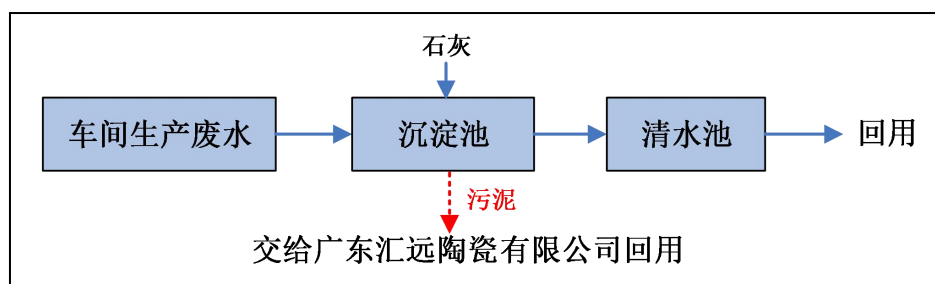 石灰
车间生产废水
沉淀池
清水池
回用
污泥
交给广东汇远陶瓷有限公司回用